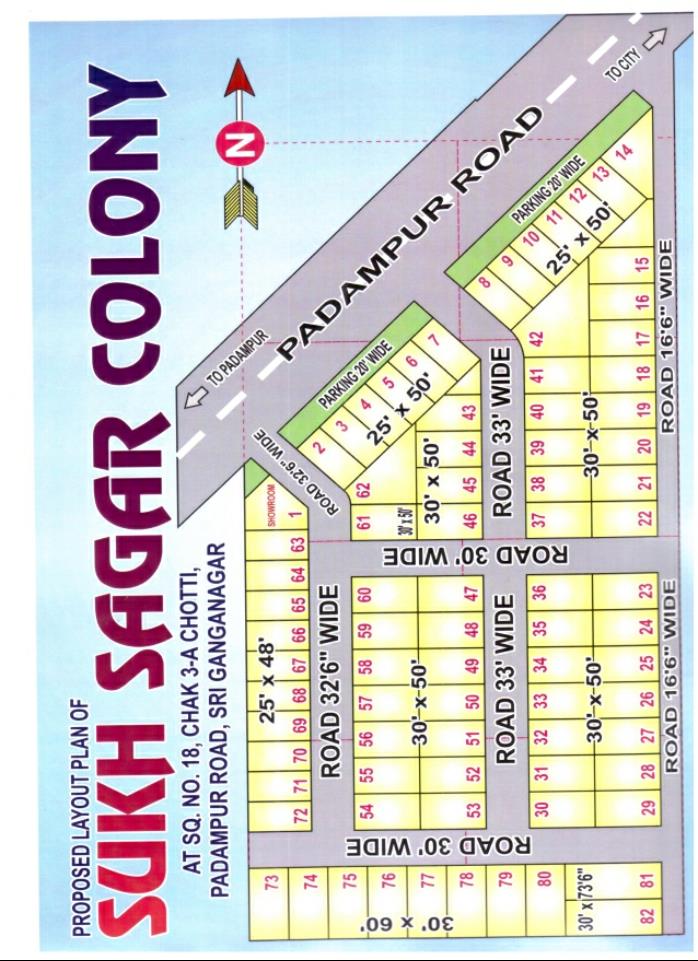 PROPOSED LAYOUT PLAN OF
SUKH SAGAR COLONY
AT SQ. NO. 18, CHAK 3-A CHOTTI,
PADAMPUR ROAD, SRI GANGANAGAR
TO PADAMPUR
N
PADAMPUR ROAD
TO CITY
73
74
75
76
77
78
79
80
30' x 60'
30' x 73'6"
82 81
ROAD 30' WIDE
25' x 48'
SHOWROOM
72 71 70 69 68 67 66 65 64 63 1
ROAD 32'6" WIDE
ROAD 32'6" WIDE
PARKING 20' WIDE
2 3 4 5 6 7
25' x 50'
54 55 56 57 58 59 60
30' x 50'
53 52 51 50 49 48 47
ROAD 30' WIDE
61 62
30' x 50'
30' x 50'
46 45 44 43
ROAD 33' WIDE
ROAD 33' WIDE
30 31 32 33 34 35 36
30' x 50'
29 28 27 26 25 24 23
37 38 39 40 41 42
30' x 50'
22 21 20 19 18 17 16 15
8 9 10 11 12 13 14
25' x 50'
PARKING 20' WIDE
ROAD 16'6" WIDE
ROAD 16'6" WIDE